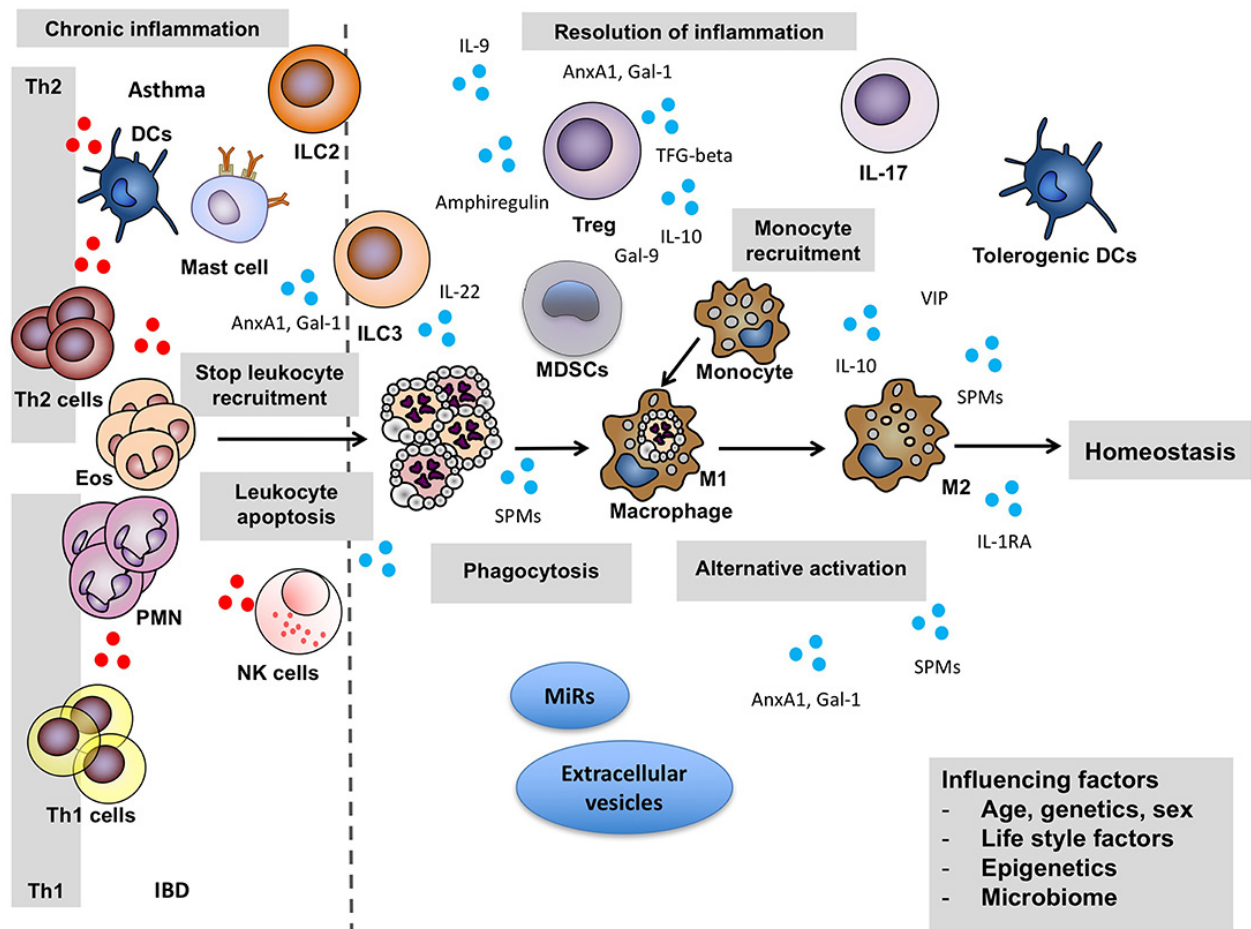 Chronic inflammation
Resolution of inflammation
Th2
Asthma
DCs
ILC2
Mast cell
IL-9
AnxA1, Gal-1
TFG-beta
Amphiregulin
Treg
IL-10
IL-17
Tolerogenic DCs
Gal-9
Monocyte
recruitment
AnxA1, Gal-1
ILC3
IL-22
MDSCs
Monocyte
IL-10
VIP
SPMs
Th2 cells
Stop leukocyte
recruitment
Eos
Leukocyte
apoptosis
SPMs
M1
Macrophage
M2
Homeostasis
IL-1RA
PMN
NK cells
Phagocytosis
Alternative activation
AnxA1, Gal-1
SPMs
MiRs
Extracellular
vesicles
Th1 cells
Th1
IBD
Influencing factors
- Age, genetics, sex
- Life style factors
- Epigenetics
- Microbiome